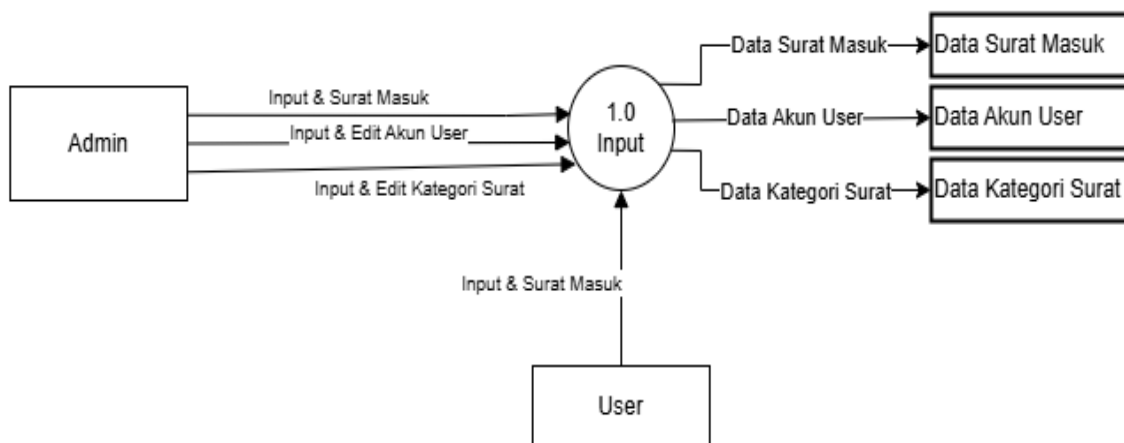 Data Surat Masuk
Data Surat Masuk
Input & Surat Masuk
1.0
Input
Data Akun User
Data Akun User
Admin
Input & Edit Akun User
Input & Edit Kategori Surat
Data Kategori Surat
Data Kategori Surat
Input & Surat Masuk
User